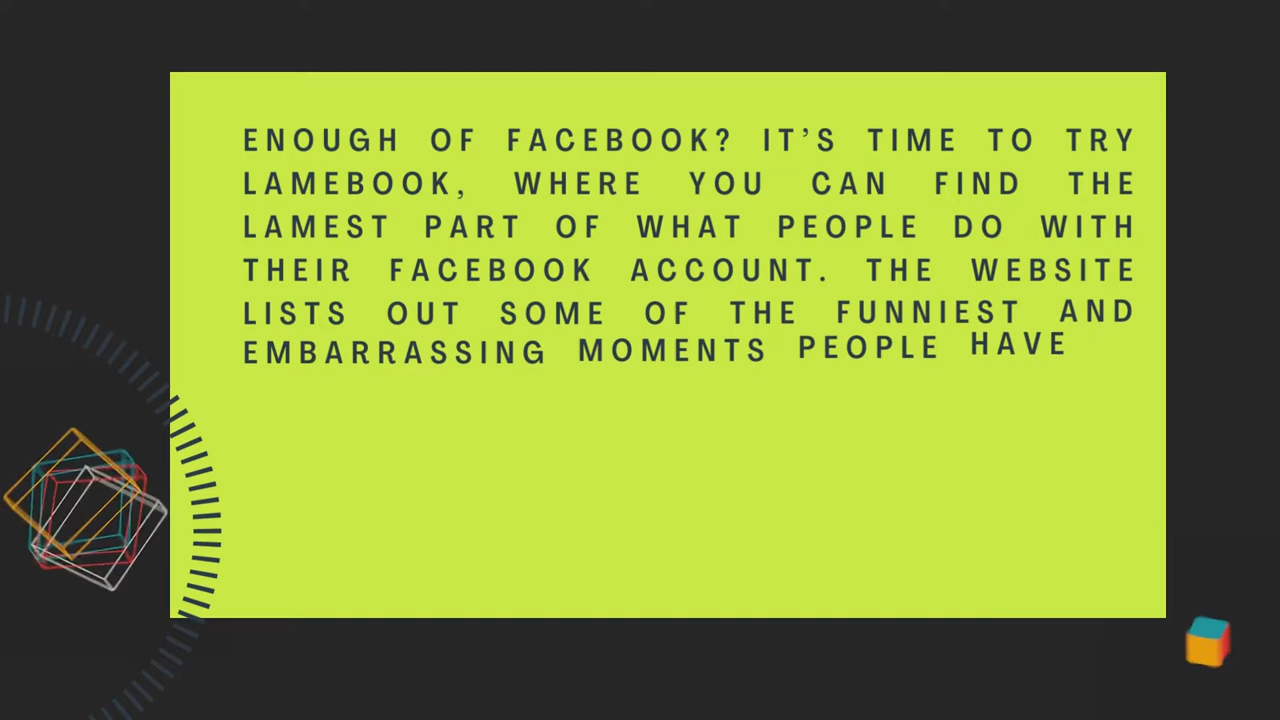 ENOUGH OF FACEBOOK? IT’S TIME TO TRY
LAMEBOOK, WHERE YOU CAN FIND THE
LAMEST PART OF WHAT PEOPLE DO WITH
THEIR FACEBOOK ACCOUNT. THE WEBSITE
LISTS OUT SOME OF THE FUNNIEST AND
EMBARRASSING MOMENTS PEOPLE HAVE